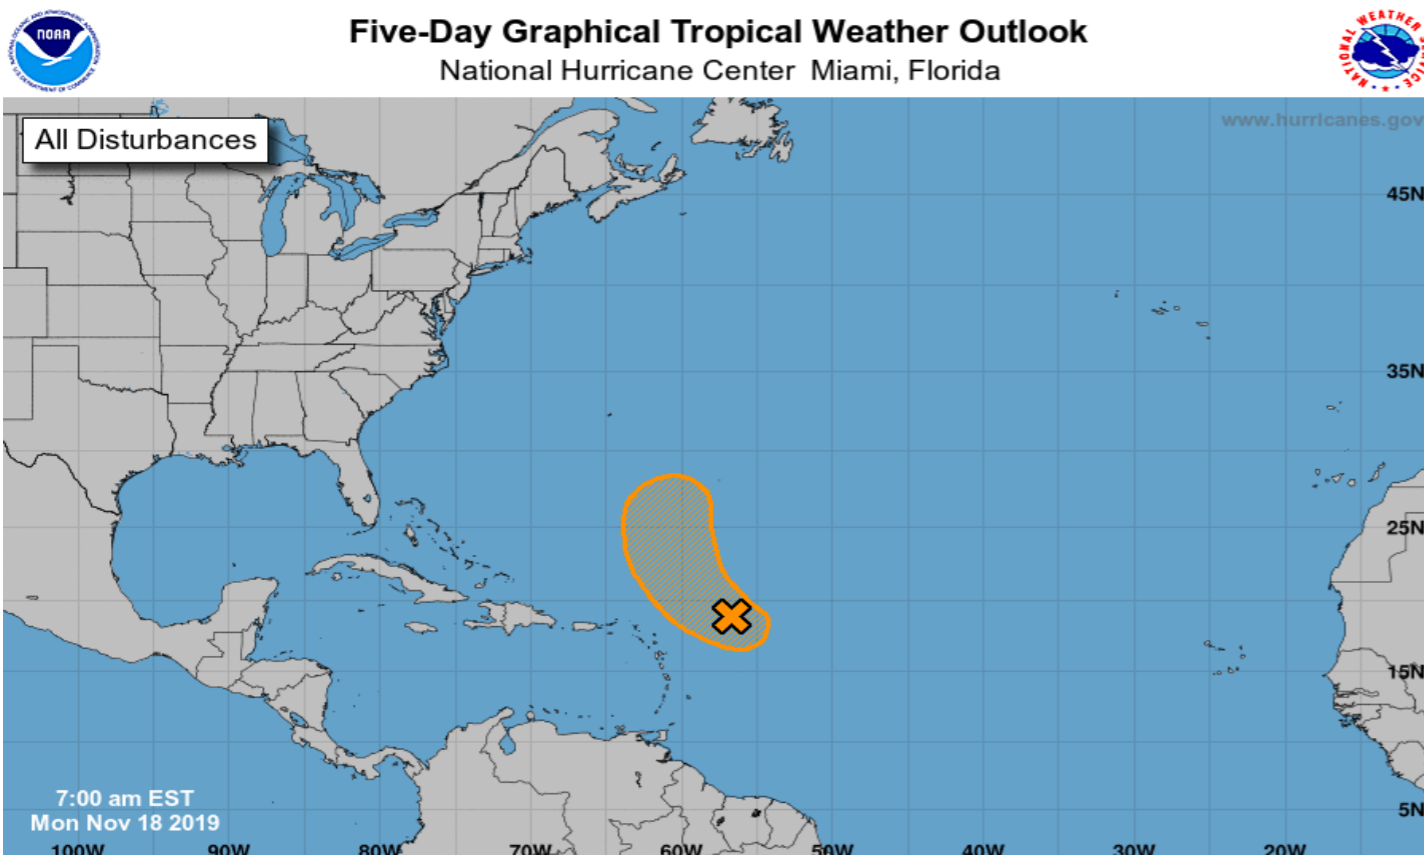 NOAA
Five-Day Graphical Tropical Weather Outlook
National Hurricane Center Miami, Florida
All Disturbances
www.hurricanes.gov
45N
35N
25N
15N
5N
7:00 am EST
Mon Nov 18 2019
100W 90W 80W 70W 60W 50W 40W 30W 20W